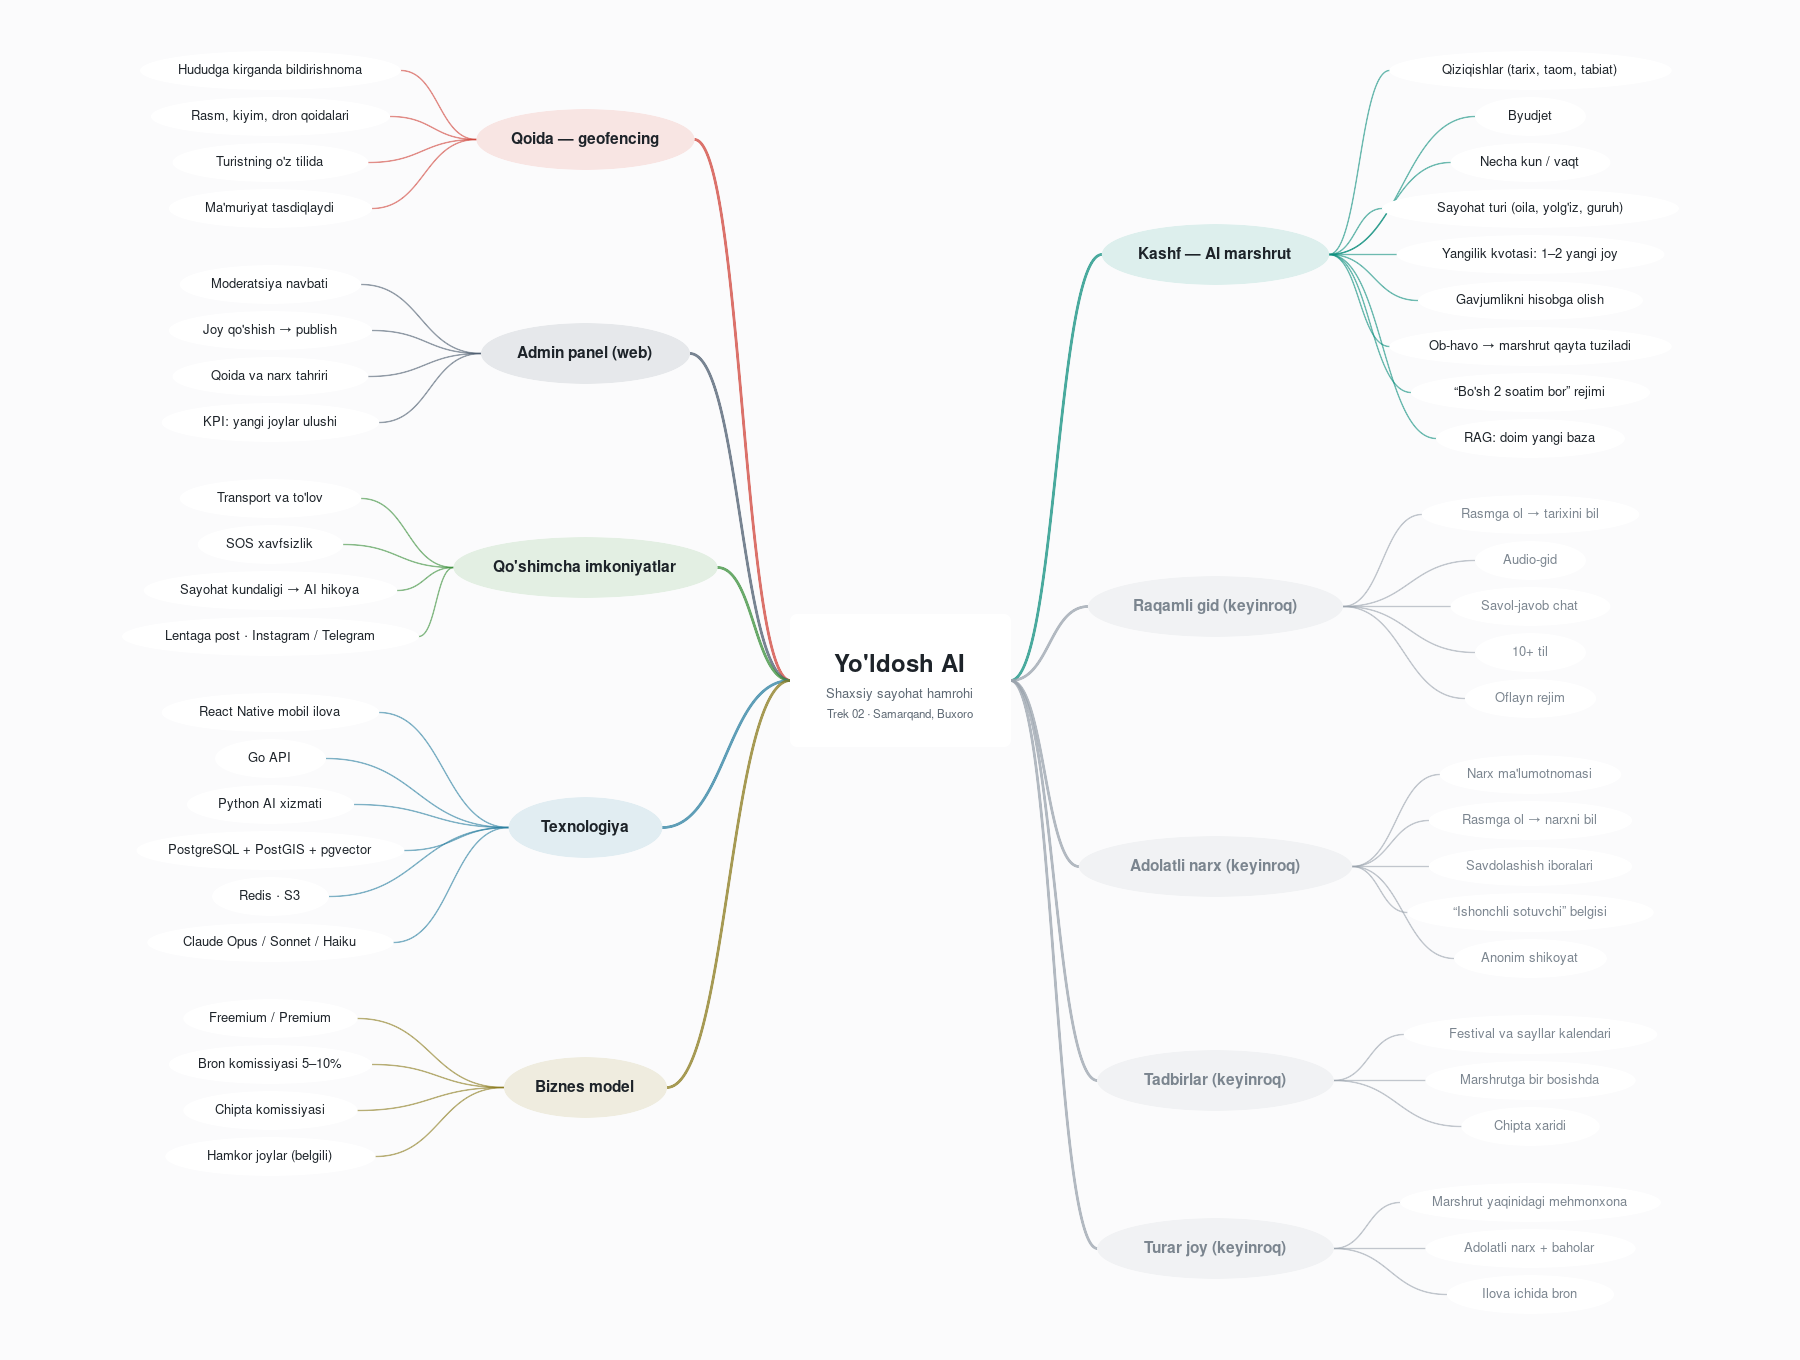 Hududga kirganda bildirishnoma
Rasm, kiyim, dron qoidalari
Turistning o'z tilida
Ma'muriyat tasdiqlaydi
Qoida — geofencing
Moderatsiya navbati
Joy qo'shish → publish
Qoida va narx tahriri
KPI: yangi joylar ulushi
Admin panel (web)
Transport va to'lov
SOS xavfsizlik
Sayohat kundaligi → AI hikoya
Lentaga post · Instagram / Telegram
Qo'shimcha imkoniyatlar
React Native mobil ilova
Go API
Python AI xizmati
PostgreSQL + PostGIS + pgvector
Redis · S3
Claude Opus / Sonnet / Haiku
Texnologiya
Freemium / Premium
Bron komissiyasi 5–10%
Chipta komissiyasi
Hamkor joylar (belgili)
Biznes model
Yo'ldosh AI
Shaxsiy sayohat hamrohi
Trek 02 · Samarqand, Buxoro
Kashf — AI marshrut
Qiziqishlar (tarix, taom, tabiat)
Byudjet
Necha kun / vaqt
Sayohat turi (oila, yolg'iz, guruh)
Yangilik kvotasi: 1–2 yangi joy
Gavjumlikni hisobga olish
Ob-havo → marshrut qayta tuziladi
“Bo'sh 2 soatim bor” rejimi
RAG: doim yangi baza
Raqamli gid (keyinroq)
Rasmga ol → tarixini bil
Audio-gid
Savol-javob chat
10+ til
Oflayn rejim
Adolatli narx (keyinroq)
Narx ma'lumotnomasi
Rasmga ol → narxni bil
Savdolashish iboralari
“Ishonchli sotuvchi” belgisi
Anonim shikoyat
Tadbirlar (keyinroq)
Festival va sayllar kalendari
Marshrutga bir bosishda
Chipta xaridi
Turar joy (keyinroq)
Marshrut yaqinidagi mehmonxona
Adolatli narx + baholar
Ilova ichida bron